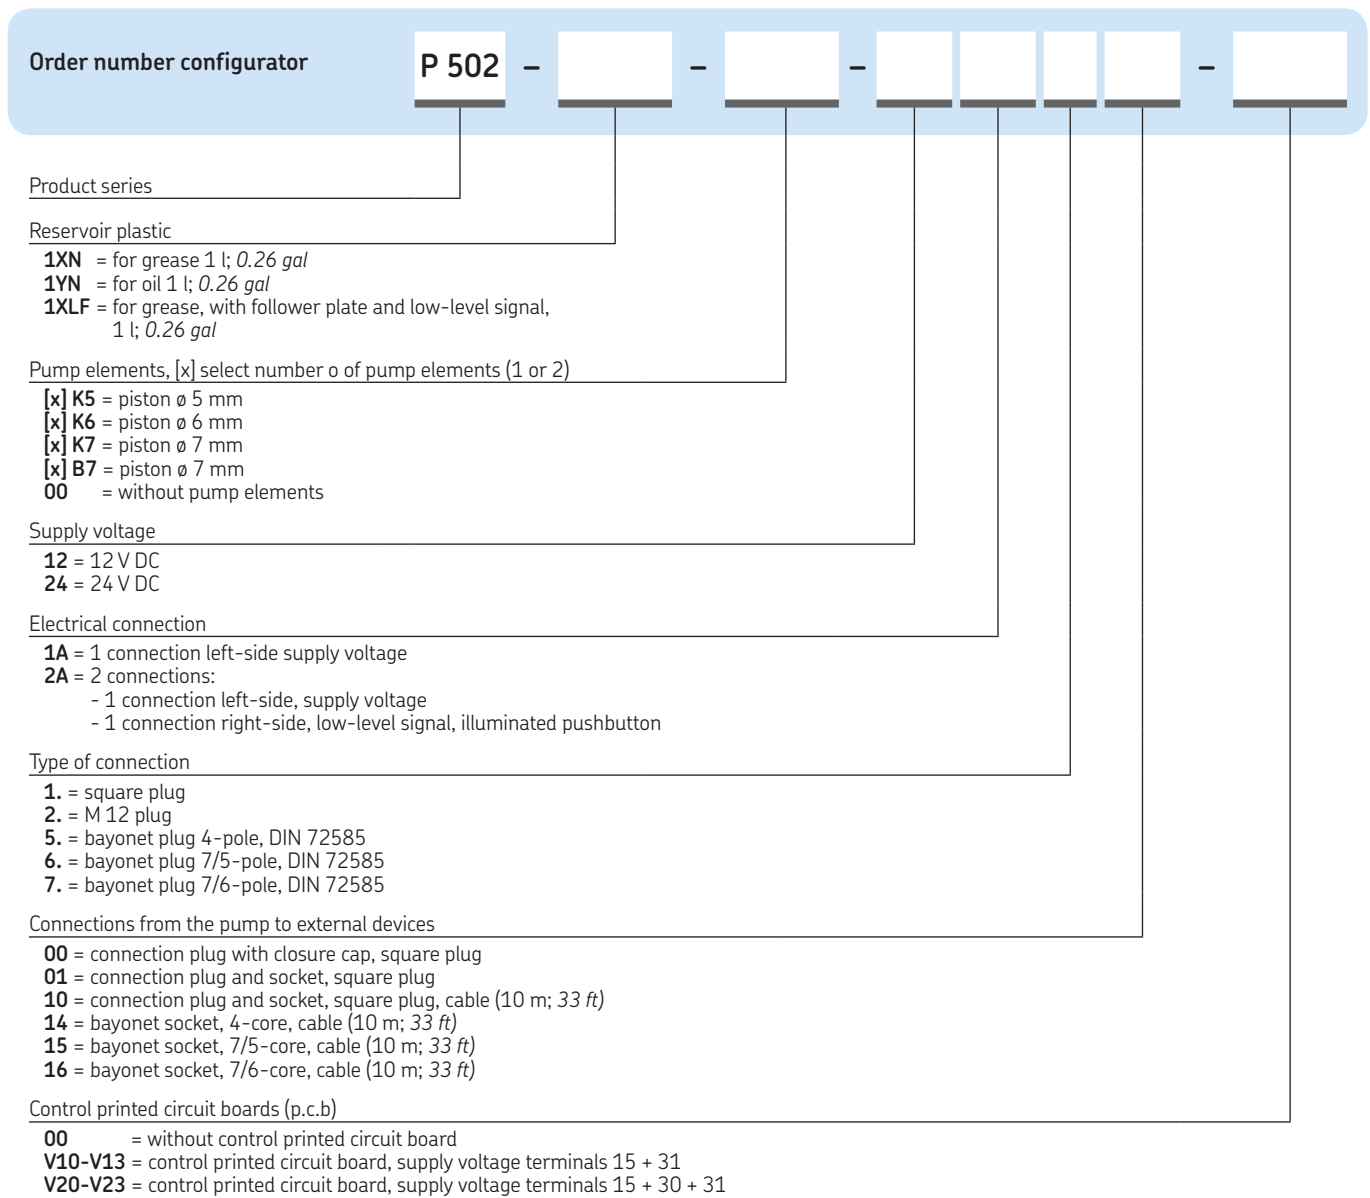 Order number configurator P 502 – – – –
Product series
Reservoir plastic
1XN = for grease 1 l; 0.26 gal
1YN = for oil 1 l; 0.26 gal
1XLF = for grease, with follower plate and low-level signal,
1 l; 0.26 gal
Pump elements, [x] select number o of pump elements (1 or 2)
[x] K5 = piston ø 5 mm
[x] K6 = piston ø 6 mm
[x] K7 = piston ø 7 mm
[x] B7 = piston ø 7 mm
00 = without pump elements
Supply voltage
12 = 12 V DC
24 = 24 V DC
Electrical connection
1A = 1 connection left-side supply voltage
2A = 2 connections:
- 1 connection left-side, supply voltage
- 1 connection right-side, low-level signal, illuminated pushbutton
Type of connection
1. = square plug
2. = M 12 plug
5. = bayonet plug 4-pole, DIN 72585
6. = bayonet plug 7/5-pole, DIN 72585
7. = bayonet plug 7/6-pole, DIN 72585
Connections from the pump to external devices
00 = connection plug with closure cap, square plug
01 = connection plug and socket, square plug
10 = connection plug and socket, square plug, cable (10 m; 33 ft)
14 = bayonet socket, 4-core, cable (10 m; 33 ft)
15 = bayonet socket, 7/5-core, cable (10 m; 33 ft)
16 = bayonet socket, 7/6-core, cable (10 m; 33 ft)
Control printed circuit boards (p.c.b)
00 = without control printed circuit board
V10-V13 = control printed circuit board, supply voltage terminals 15 + 31
V20-V23 = control printed circuit board, supply voltage terminals 15 + 30 + 31